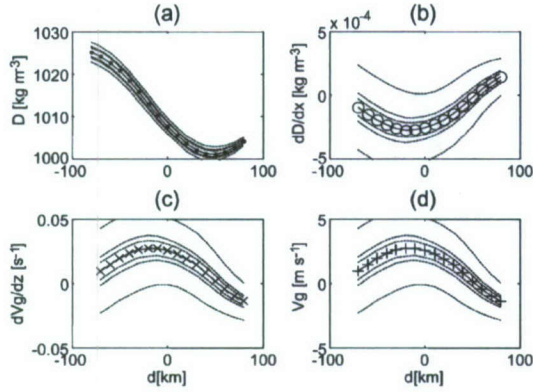 (a)
(b)
× 10⁻⁴
1030
1020
1010
1000
D [kg m⁻³]
-100
0
100
5
0
-5
dD/dx [kg m⁻³]
-100
0
100
(c)
(d)
0.05
0
-0.05
dVg/dz [s⁻¹]
-100
0
100
d[km]
5
0
-5
Vg [m s⁻¹]
-100
0
100
d[km]